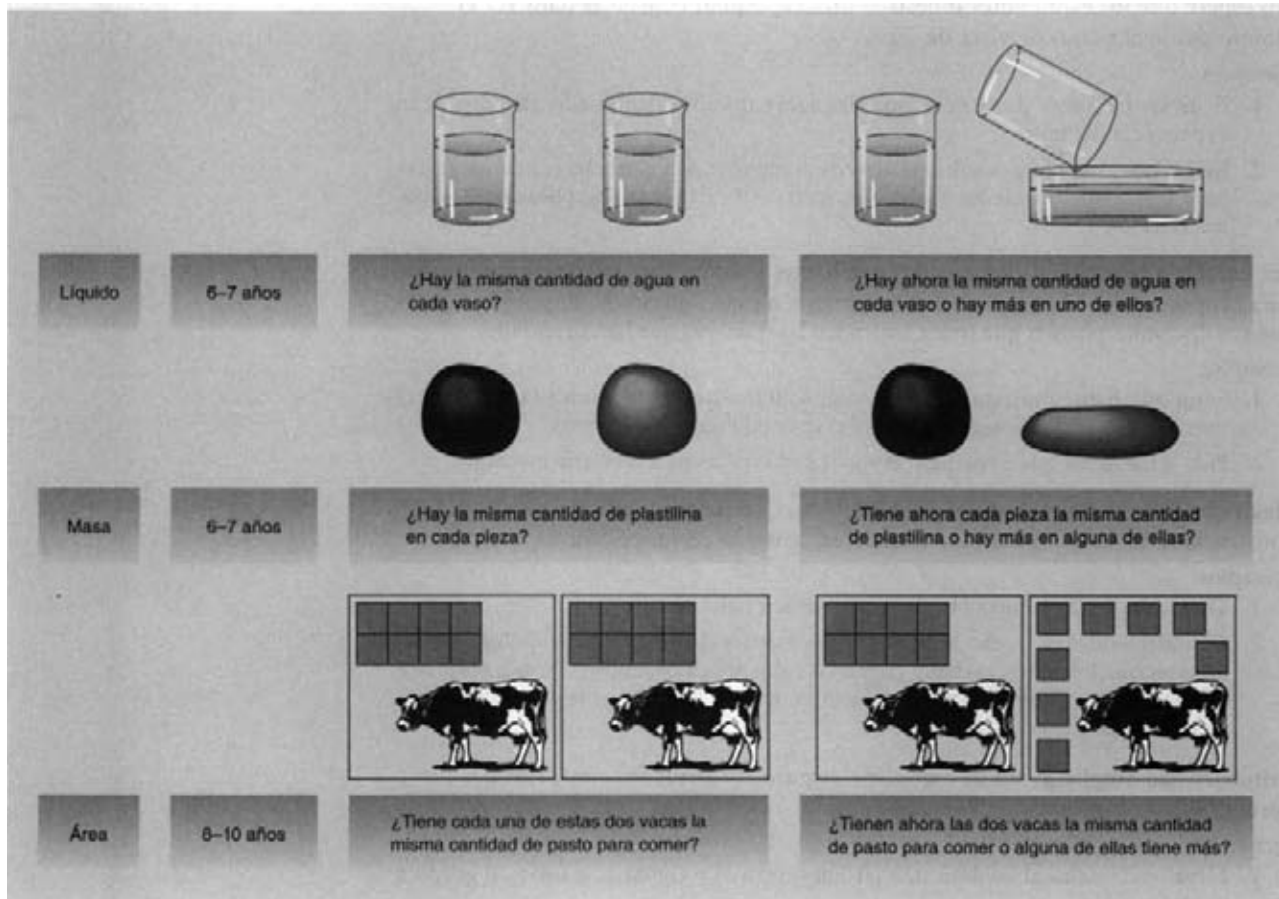 Líquido
6–7 años
¿Hay la misma cantidad de agua en
cada vaso?
¿Hay ahora la misma cantidad de agua en
cada vaso o hay más en uno de ellos?
Masa
6–7 años
¿Hay la misma cantidad de plastilina
en cada pieza?
¿Tiene ahora cada pieza la misma cantidad
de plastilina o hay más en alguna de ellas?
Área
8–10 años
¿Tiene cada una de estas dos vacas la
misma cantidad de pasto para comer?
¿Tienen ahora las dos vacas la misma cantidad
de pasto para comer o alguna de ellas tiene más?